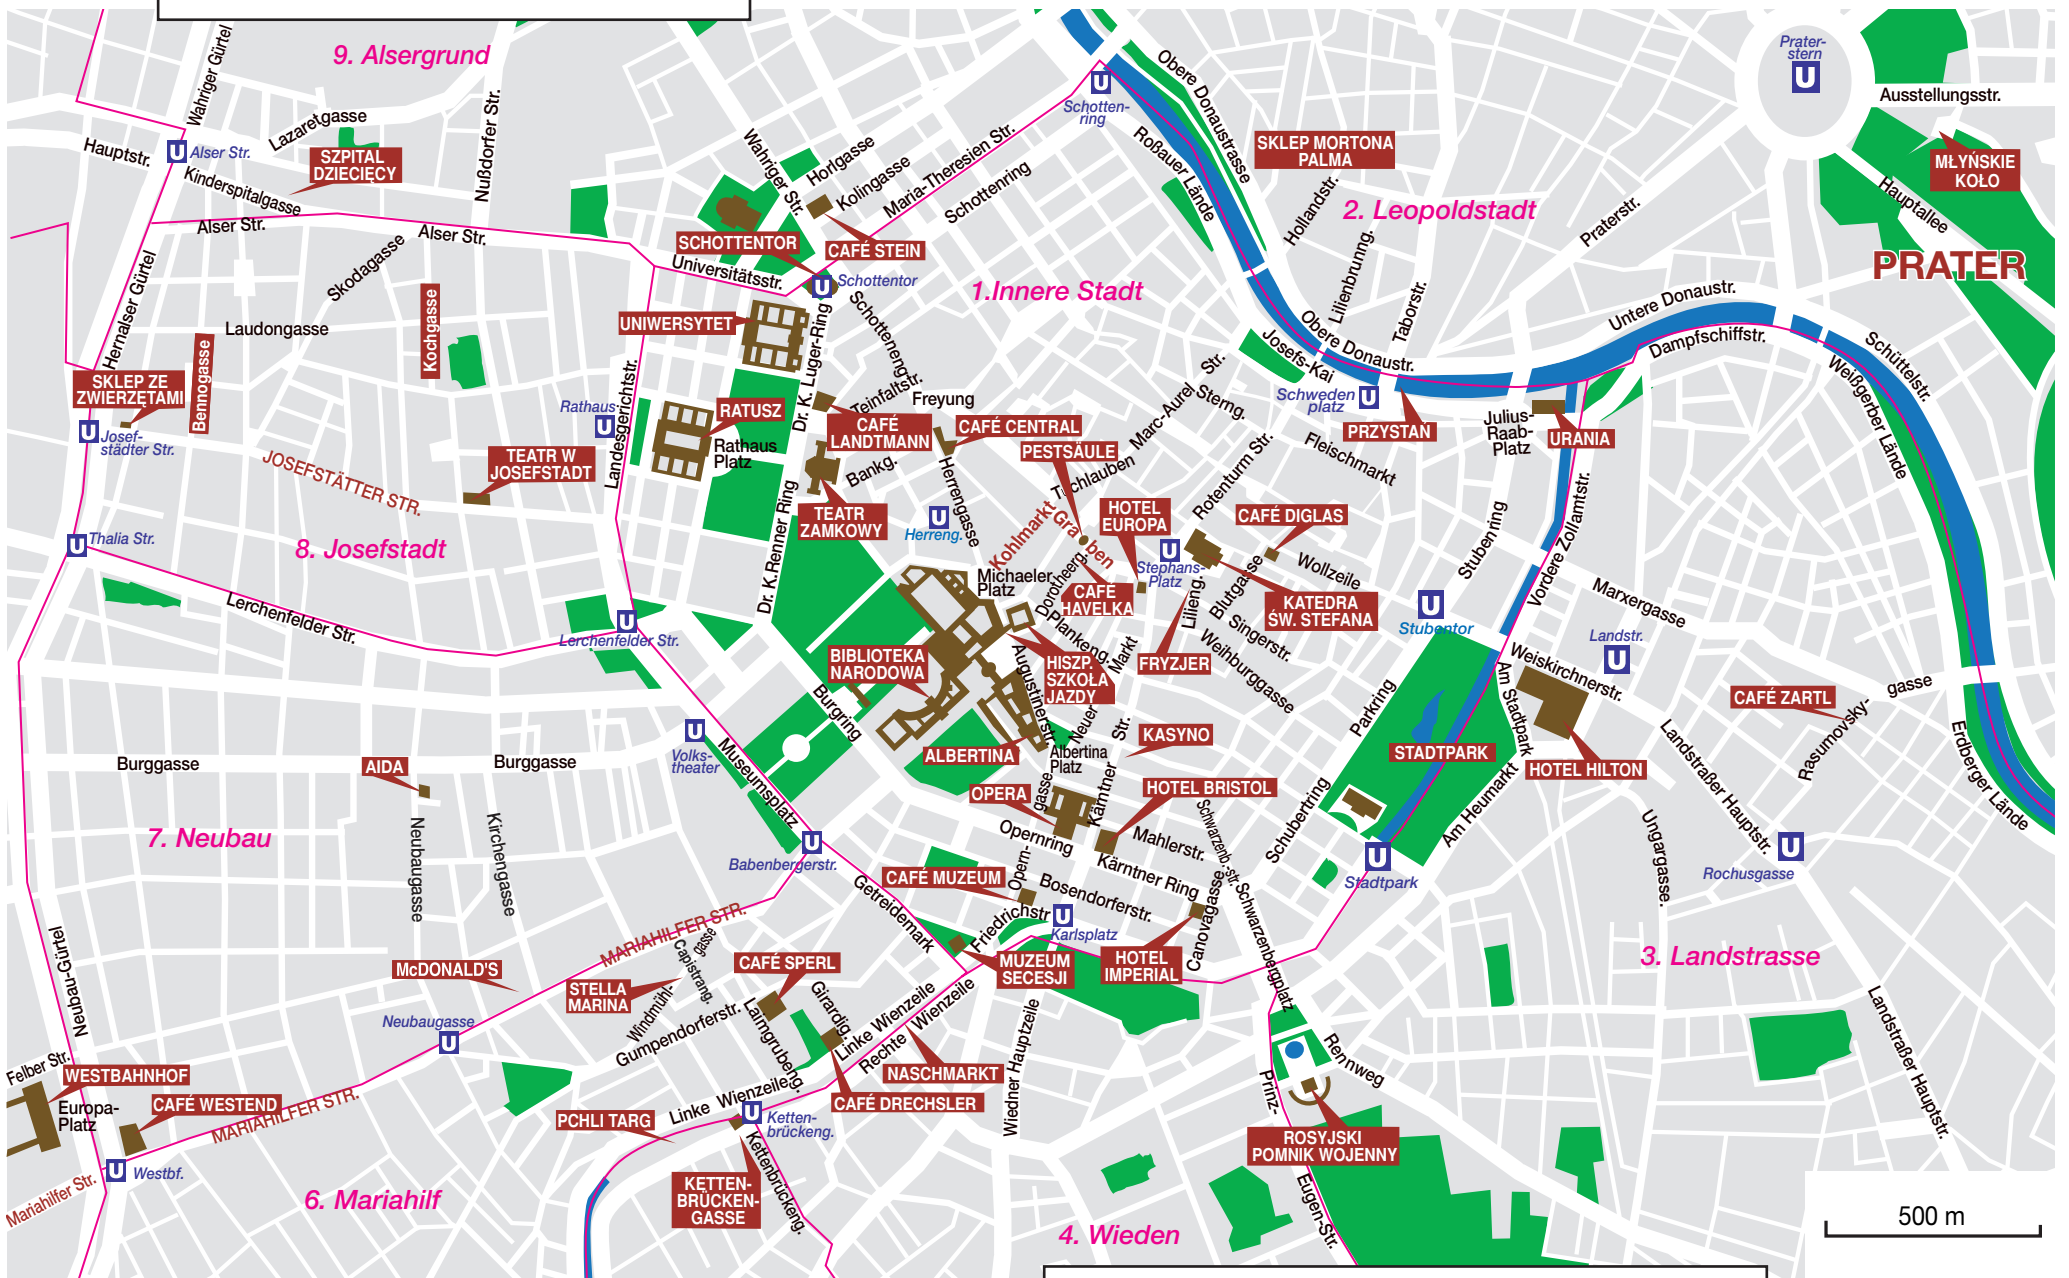 9. Alsergrund
Wahriger Gürtel
Lazaretgasse
Nußdorfer Str.
Hauptstr.
Alser Str.
SZPITAL
DZIECIĘCY
Kinderspitalgasse
Alser Str.
Alser Str.
Skodagasse
Hernalser Gürtel
Laudongasse
Kochgasse
Bennogasse
SKLEP ZE
ZWIERZĘTAMI
Josef-
städter Str.
JOSEFSTÄTTER STR.
TEATR W
JOSEFSTADT
8. Josefstadt
Thalia Str.
Lerchenfelder Str.
Lerchenfelder Str.
Landesgerichtstr.
Rathaus
RATUSZ
Rathaus
Platz
UNIWERSYTET
Universitätsstr.
SCHOTTENTOR
Schottentor
CAFÉ STEIN
Wahriger Str.
Horlgasse
Kolingasse
Maria-Theresien Str.
Schottenring
Schotten-
ring
Obere Donaustrasse
Roßauer Lände
SKLEP MORTONA
PALMA
Hollandstr.
2. Leopoldstadt
Lilienbrunng.
Taborstr.
Praterstr.
Prater-
stern
Ausstellungsstr.
MŁYŃSKIE
KOŁO
Hauptallee
PRATER
1.Innere Stadt
Schotteneng.
Dr. K. Luger-Ring
Teinfaltstr.
Freyung
CAFÉ
LANDTMANN
CAFÉ CENTRAL
Bankg.
Herrengasse
TEATR
ZAMKOWY
Herreng.
Dr. K.Renner Ring
PESTSÄULE
Tuchlauben
Marc-Aurel Str.
Sterng.
Josefs-Kai
Obere Donaustr.
Untere Donaustr.
Dampfschiffstr.
Schüttelstr.
Weißgerber Lände
Schweden
platz
PRZYSTAŃ
Julius-
Raab-
Platz
URANIA
Rotenturm Str.
Fleischmarkt
Kohlmarkt
Graben
HOTEL
EUROPA
CAFÉ DIGLAS
Stephans-
Platz
Wollzeile
Stubenring
Vordere Zollamtstr.
Michaeler
Platz
Dorotheerg.
CAFÉ
HAVELKA
Lilieng.
Blutgasse
KATEDRA
ŚW. STEFANA
Singerstr.
Weihburggasse
FRYZJER
Plankeng.
HISZP.
SZKOŁA
JAZDY
Neuer
Markt
Augustinerstr.
BIBLIOTEKA
NARODOWA
Burgring
ALBERTINA
Albertina
Platz
KASYNO
Kärntner
Str.
OPERA
HOTEL BRISTOL
Opern-
gasse
Opernring
Mahlerstr.
Kärntner Ring
Schwarzenb-str.
Bosendorferstr.
CAFÉ MUZEUM
Friedrichstr
Karlsplatz
MUZEUM
SECESJI
HOTEL
IMPERIAL
Canovagasse
Schwarzenbergplatz
Stubentor
Marxergasse
Landstr.
Weiskirchnerstr.
Am Stadtpark
Parkring
STADTPARK
HOTEL HILTON
Schubertring
Am Heumarkt
Stadtpark
CAFÉ ZARTL
Rasumovsky-
gasse
Landstraßer Hauptstr.
Erdberger Lände
Ungargasse.
Rochusgasse
3. Landstrasse
Landstraßer Hauptstr.
Volks-
theater
Museumsplatz
Babenbergerstr.
Getreidemark
Burggasse
AIDA
Burggasse
7. Neubau
Neubaugasse
Kirchengasse
Neubau-Gürtel
MARIAHILFER STR.
McDONALD'S
STELLA
MARINA
Windmühl-
gasse
Capistrang.
CAFÉ SPERL
Girardig.
Laimgrubeng.
Gumpendorferstr.
Linke Wienzeile
Rechte Wienzeile
NASCHMARKT
CAFÉ DRECHSLER
Wiedner Hauptzeile
Neubaugasse
Felber Str.
WESTBAHNHOF
Europa-
Platz
CAFÉ WESTEND
MARIAHILFER STR.
Westbf.
Mariahilfer Str.
6. Mariahilf
PCHLI TARG
Linke Wienzeile
Ketten-
brückeng.
KETTEN-
BRÜCKEN-
GASSE
Kettenbrückeng.
4. Wieden
Rennweg
Prinz-
Eugen-Str.
ROSYJSKI
POMNIK WOJENNY
500 m